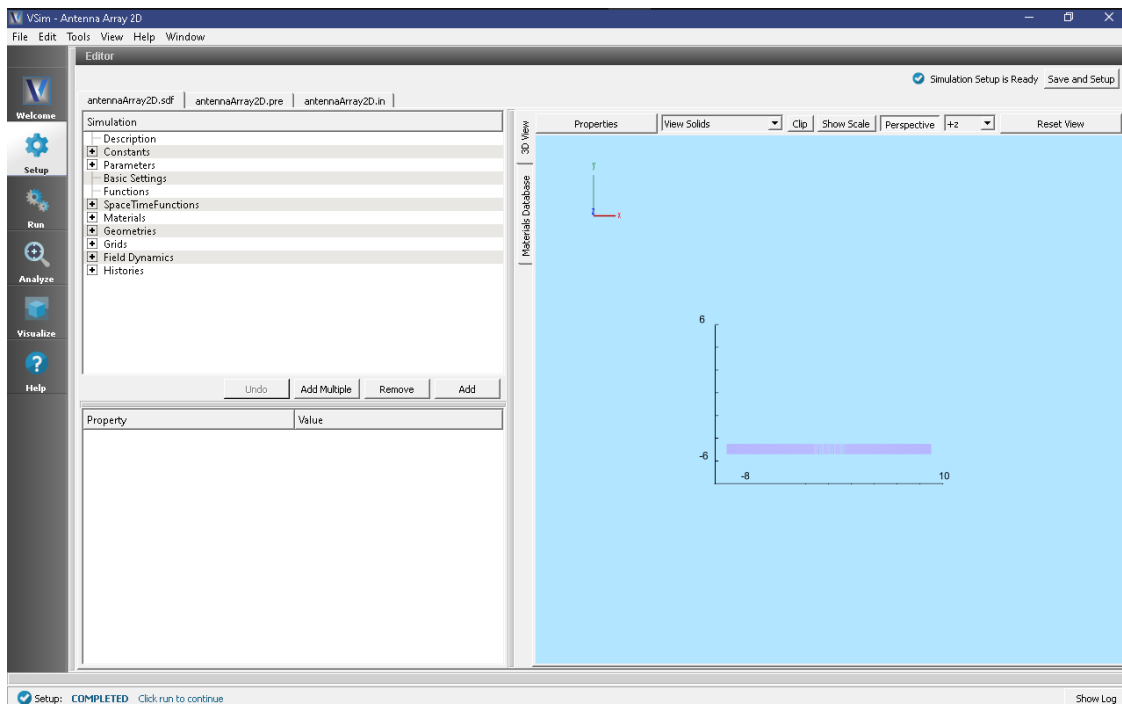 VSim - Antenna Array 2D
File Edit Tools View Help Window
Editor
Simulation Setup is Ready Save and Setup
Welcome
Setup
Run
Analyze
Visualize
Help
antennaArray2D.sdf antennaArray2D.pre antennaArray2D.in
Simulation
Description
Constants
Parameters
Basic Settings
Functions
SpaceTimeFunctions
Materials
Geometries
Grids
Field Dynamics
Histories
Undo Add Multiple Remove Add
Property Value
3D View
Materials Database
Properties View Solids Clip Show Scale Perspective +z Reset View
y
z x
6
-6
-8 10
Setup: COMPLETED Click run to continue Show Log